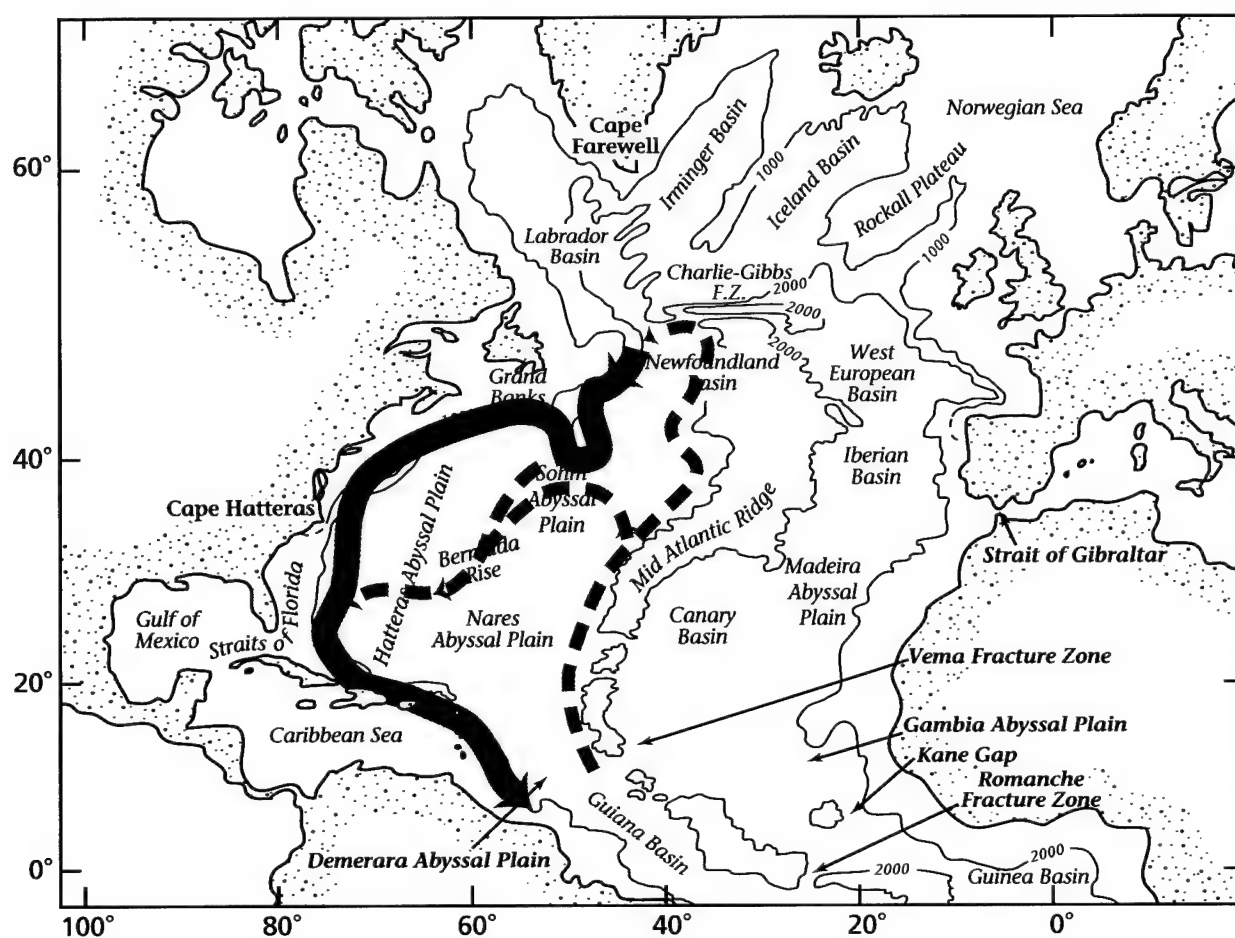 Norwegian Sea
Cape
Farewell
Irminger Basin
1000
Iceland Basin
Rockall Plateau
60°
Labrador
Basin
1000
Charlie-Gibbs
F.Z.
2000
2000
2000
Newfoundland
Basin
West
European
Basin
Grand
Banks
40°
Sohm
Abyssal
Plain
Iberian
Basin
Cape Hatteras
Hatteras Abyssal Plain
Bermuda
Rise
Mid Atlantic Ridge
Strait of Gibraltar
Madeira
Abyssal
Plain
Gulf of
Mexico
Straits of Florida
Nares
Abyssal Plain
Canary
Basin
Vema Fracture Zone
20°
Caribbean Sea
Gambia Abyssal Plain
Kane Gap
Romanche
Fracture Zone
Guiana Basin
Demerara Abyssal Plain
0°
2000
2000
Guinea Basin
100°
80°
60°
40°
20°
0°